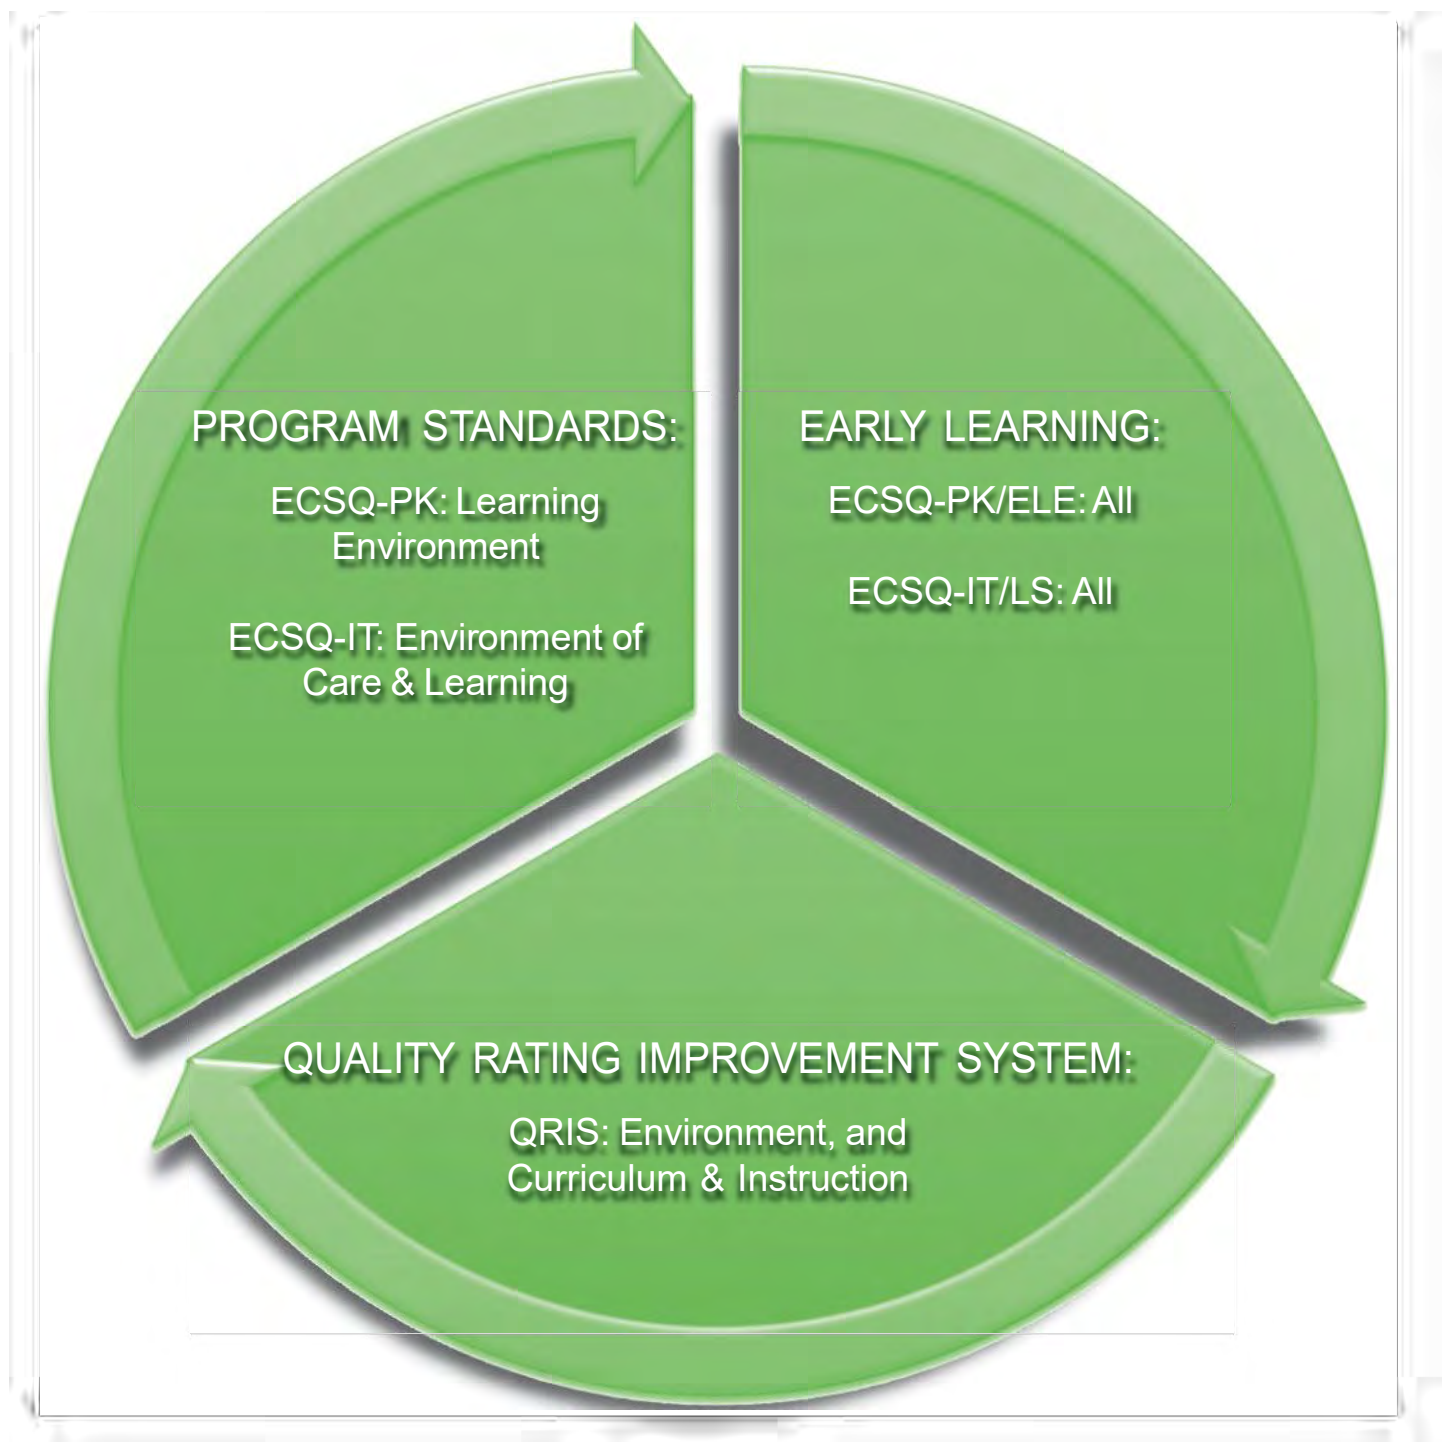 PROGRAM STANDARDS:
ECSQ-PK: Learning
Environment
ECSQ-IT: Environment of
Care & Learning
EARLY LEARNING:
ECSQ-PK/ELE: All
ECSQ-IT/LS: All
QUALITY RATING IMPROVEMENT SYSTEM:
QRIS: Environment, and
Curriculum & Instruction